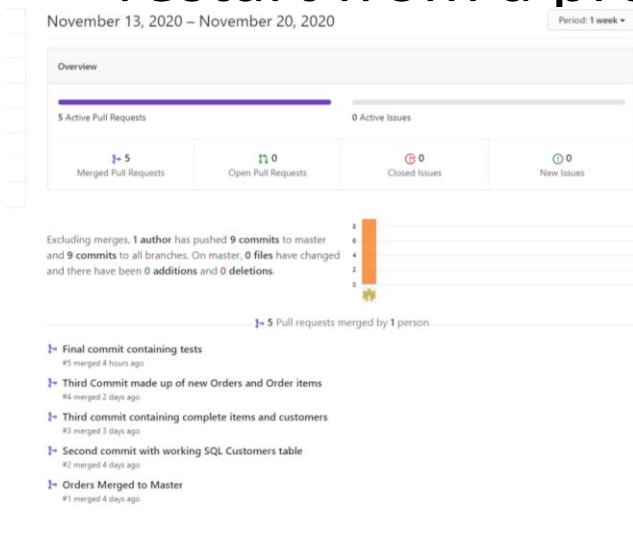 restart from a pre
November 13, 2020 – November 20, 2020
Period: 1 week
Overview
5 Active Pull Requests
0 Active Issues
5
Merged Pull Requests
0
Open Pull Requests
0
Closed Issues
0
New Issues
Excluding merges, 1 author has pushed 9 commits to master
and 9 commits to all branches. On master, 0 files have changed
and there have been 0 additions and 0 deletions.
8
6
4
2
0
5 Pull requests merged by 1 person
Final commit containing tests
#5 merged 4 hours ago
Third Commit made up of new Orders and Order items
#4 merged 2 days ago
Third commit containing complete items and customers
#3 merged 3 days ago
Second commit with working SQL Customers table
#2 merged 4 days ago
Orders Merged to Master
#1 merged 4 days ago